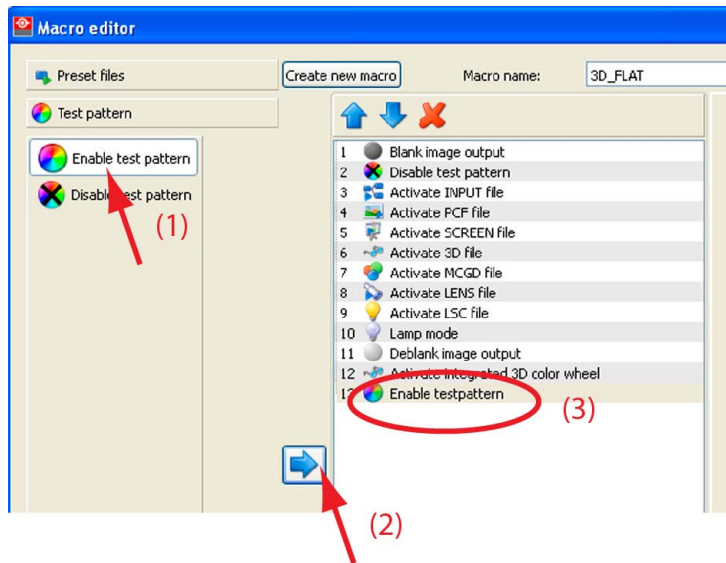 Macro editor
Preset files
Create new macro
Macro name:
3D_FLAT
Test pattern
Enable test pattern
Disable test pattern
(1)
1 Blank image output
2 Disable test pattern
3 Activate INPUT file
4 Activate PCF file
5 Activate SCREEN file
6 Activate 3D file
7 Activate MCGD file
8 Activate LENS file
9 Activate LSC file
10 Lamp mode
11 Deblank image output
12 Activate integrated 3D color wheel
13 Enable testpattern
(3)
(2)